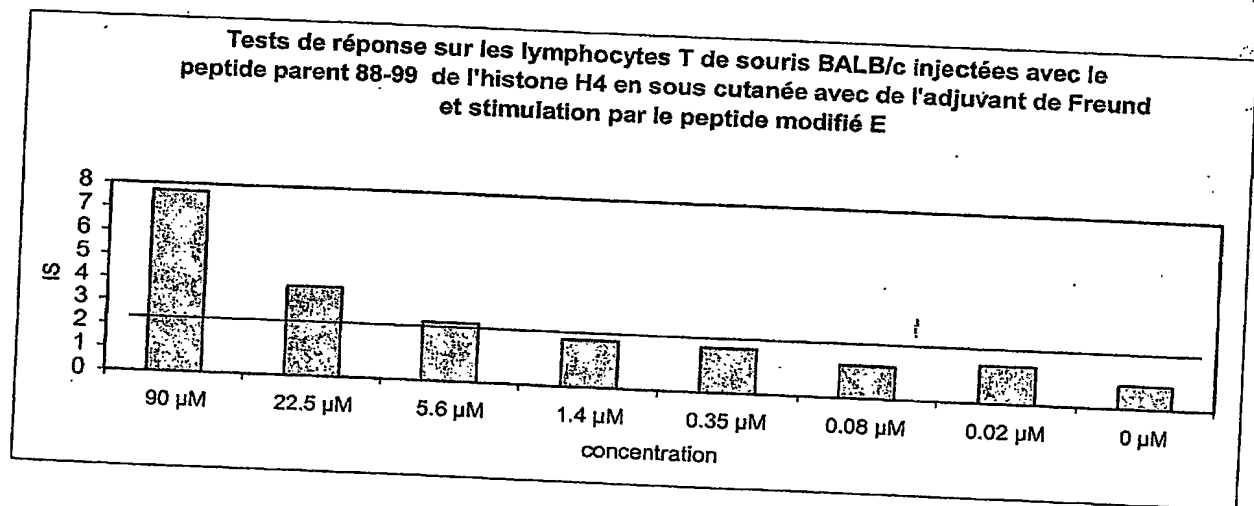 Tests de réponse sur les lymphocytes T de souris BALB/c injectées avec le
peptide parent 88-99 de l'histone H4 en sous cutanée avec de l'adjuvant de Freund
et stimulation par le peptide modifié E
8
7
6
5
4
3
2
1
0
IS
90 µM 22.5 µM 5.6 µM 1.4 µM 0.35 µM 0.08 µM 0.02 µM 0 µM
concentration